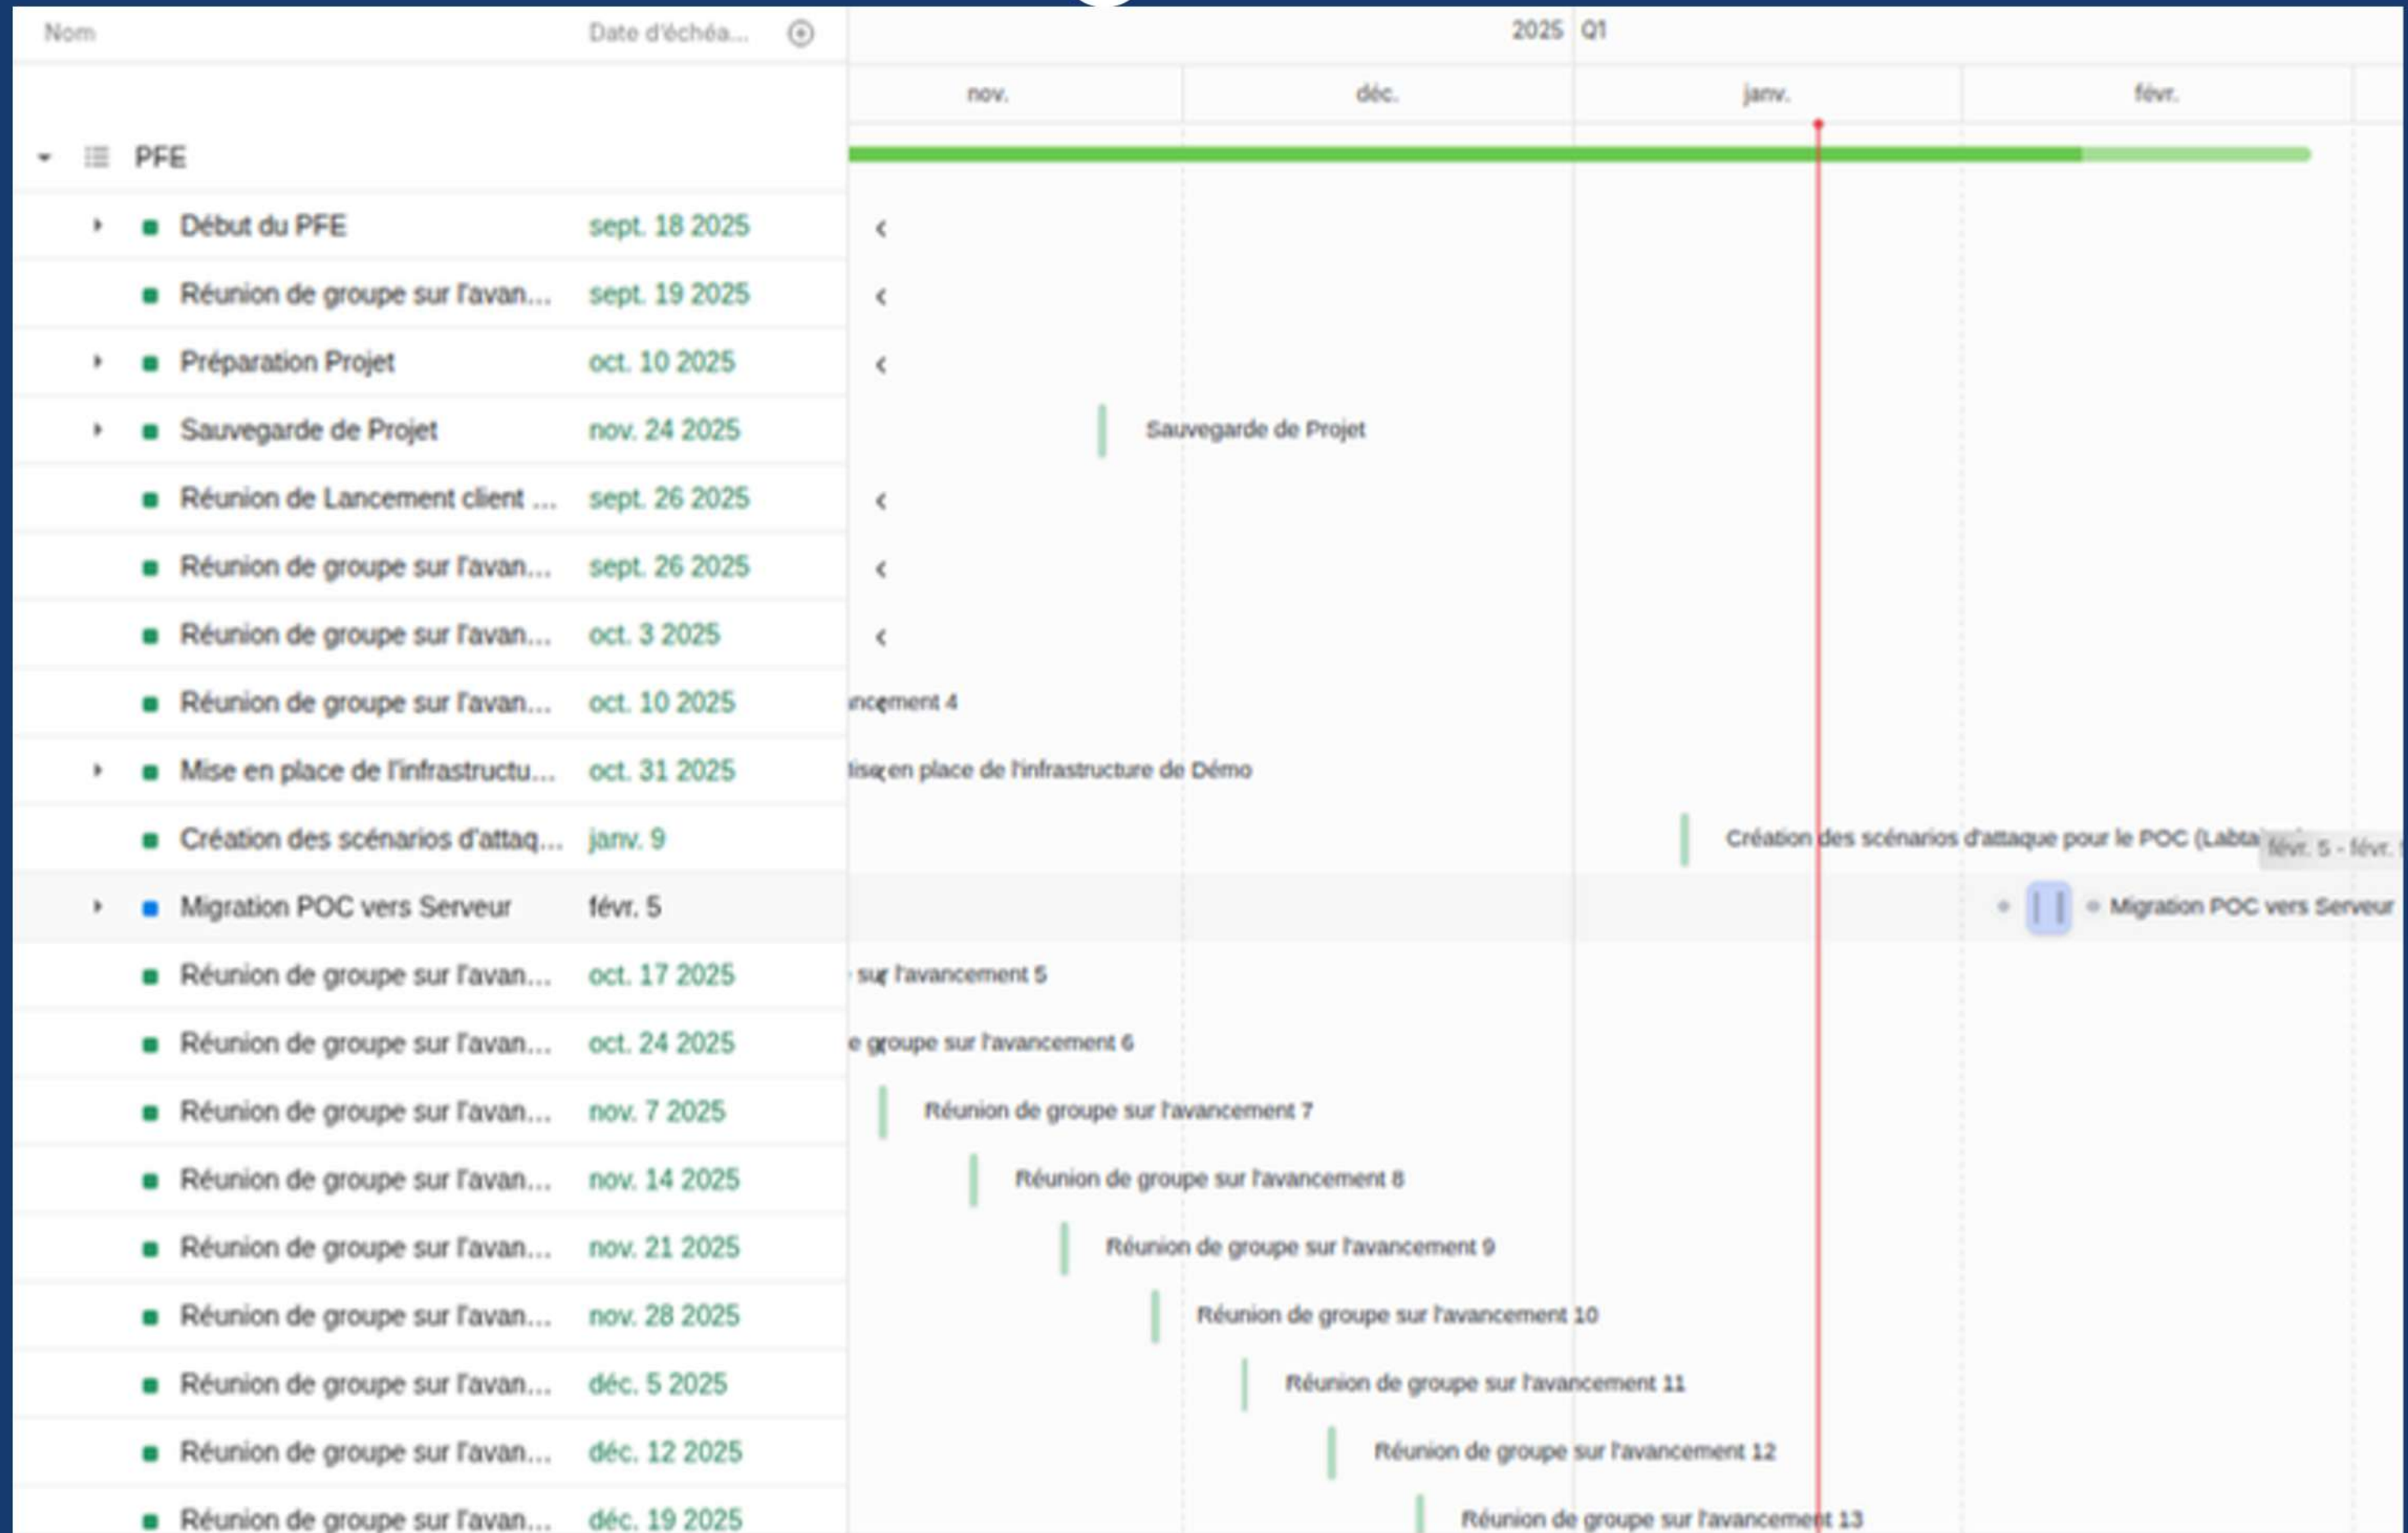 Nom Date d'échéa... 2025 Q1
nov. déc. janv. févr.
PFE
Début du PFE sept. 18 2025
Réunion de groupe sur l'avan... sept. 19 2025
Préparation Projet oct. 10 2025
Sauvegarde de Projet nov. 24 2025 Sauvegarde de Projet
Réunion de Lancement client ... sept. 26 2025
Réunion de groupe sur l'avan... sept. 26 2025
Réunion de groupe sur l'avan... oct. 3 2025
Réunion de groupe sur l'avan... oct. 10 2025 ancement 4
Mise en place de l'infrastructu... oct. 31 2025 en place de l'infrastructure de Démo
Création des scénarios d'attaq... janv. 9 Création des scénarios d'attaque pour le POC
févr. 5 - févr.
Migration POC vers Serveur févr. 5 Migration POC vers Serveur
Réunion de groupe sur l'avan... oct. 17 2025 sur l'avancement 5
Réunion de groupe sur l'avan... oct. 24 2025 e groupe sur l'avancement 6
Réunion de groupe sur l'avan... nov. 7 2025 Réunion de groupe sur l'avancement 7
Réunion de groupe sur l'avan... nov. 14 2025 Réunion de groupe sur l'avancement 8
Réunion de groupe sur l'avan... nov. 21 2025 Réunion de groupe sur l'avancement 9
Réunion de groupe sur l'avan... nov. 28 2025 Réunion de groupe sur l'avancement 10
Réunion de groupe sur l'avan... déc. 5 2025 Réunion de groupe sur l'avancement 11
Réunion de groupe sur l'avan... déc. 12 2025 Réunion de groupe sur l'avancement 12
Réunion de groupe sur l'avan... déc. 19 2025 Réunion de groupe sur l'avancement 13